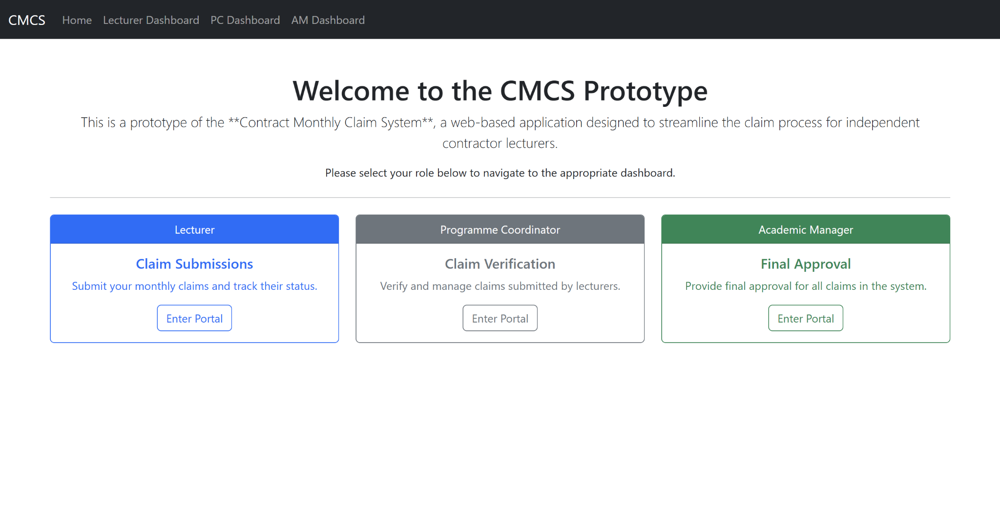 CMCS Home Lecturer Dashboard PC Dashboard AM Dashboard
Welcome to the CMCS Prototype
This is a prototype of the **Contract Monthly Claim System**, a web-based application designed to streamline the claim process for independent
contractor lecturers.
Please select your role below to navigate to the appropriate dashboard.
Lecturer
Claim Submissions
Submit your monthly claims and track their status.
Enter Portal
Programme Coordinator
Claim Verification
Verify and manage claims submitted by lecturers.
Enter Portal
Academic Manager
Final Approval
Provide final approval for all claims in the system.
Enter Portal